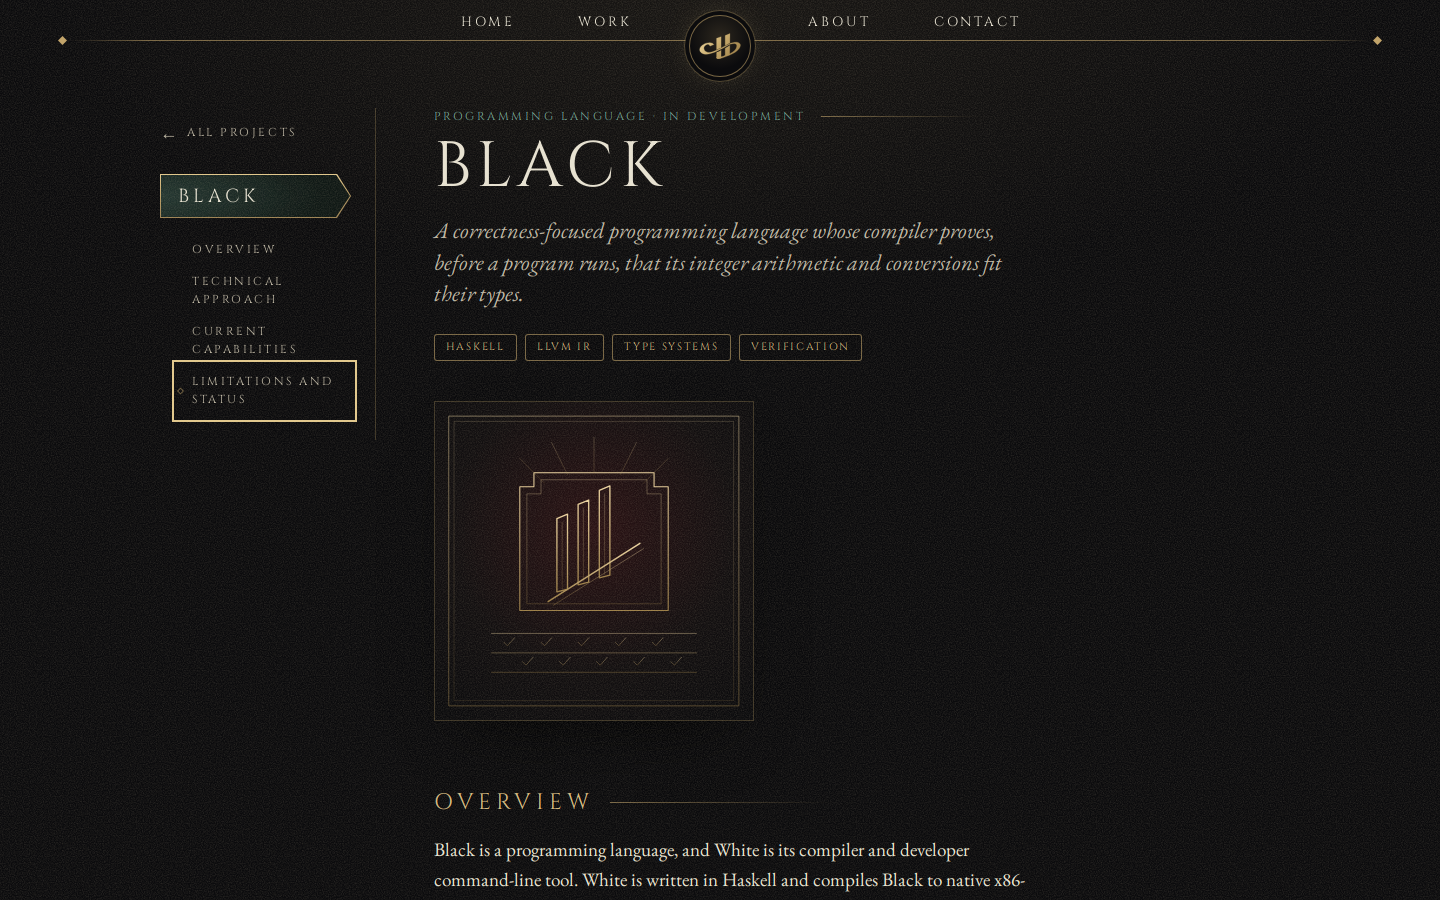 HOME
WORK
ABOUT
CONTACT
← ALL PROJECTS
BLACK
OVERVIEW
TECHNICAL
APPROACH
CURRENT
CAPABILITIES
LIMITATIONS AND
STATUS
PROGRAMMING LANGUAGE · IN DEVELOPMENT
BLACK
A correctness-focused programming language whose compiler proves,
before a program runs, that its integer arithmetic and conversions fit
their types.
HASKELL
LLVM IR
TYPE SYSTEMS
VERIFICATION
OVERVIEW
Black is a programming language, and White is its compiler and developer
command-line tool. White is written in Haskell and compiles Black to native x86-